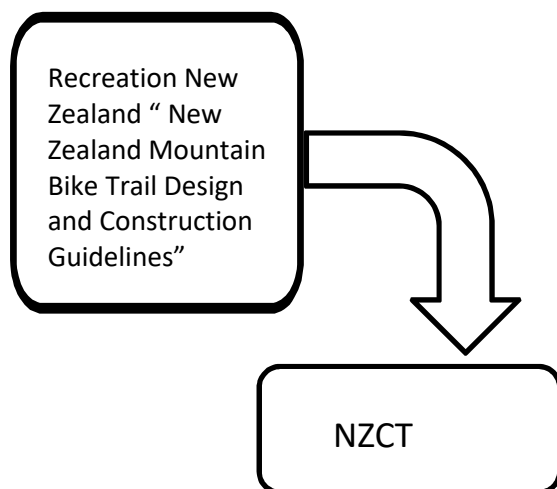 Recreation New
Zealand “ New
Zealand Mountain
Bike Trail Design
and Construction
Guidelines”
NZCT